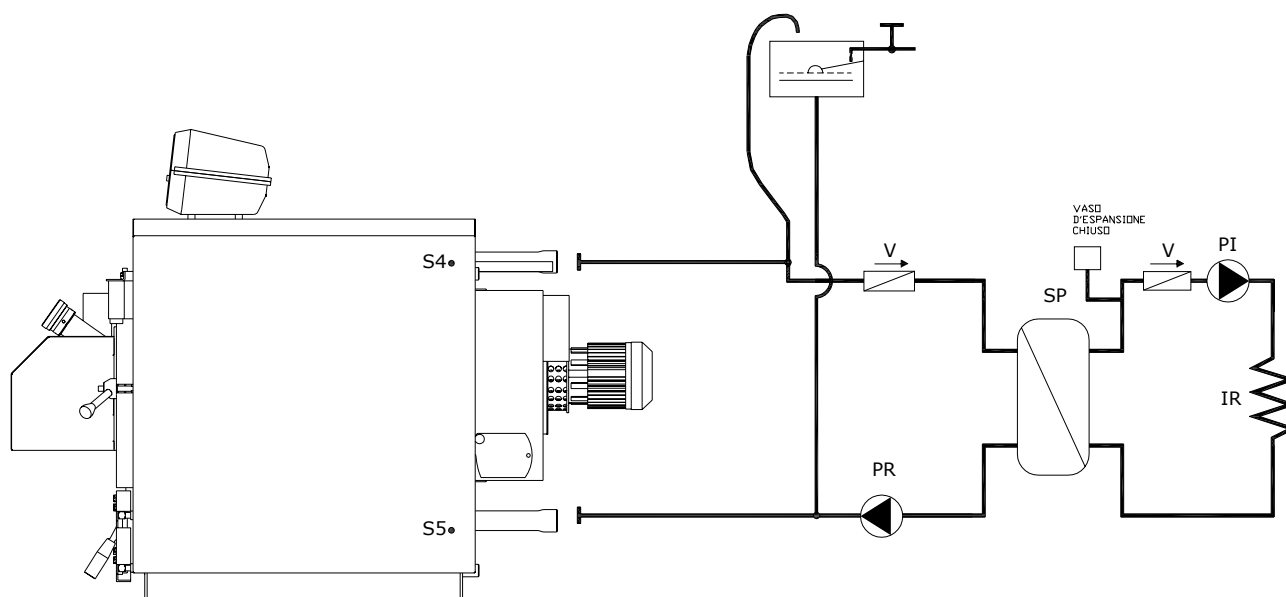 VASO
D'ESPANSIONE
CHIUSO
V
V
PI
S4
SP
IR
PR
S5